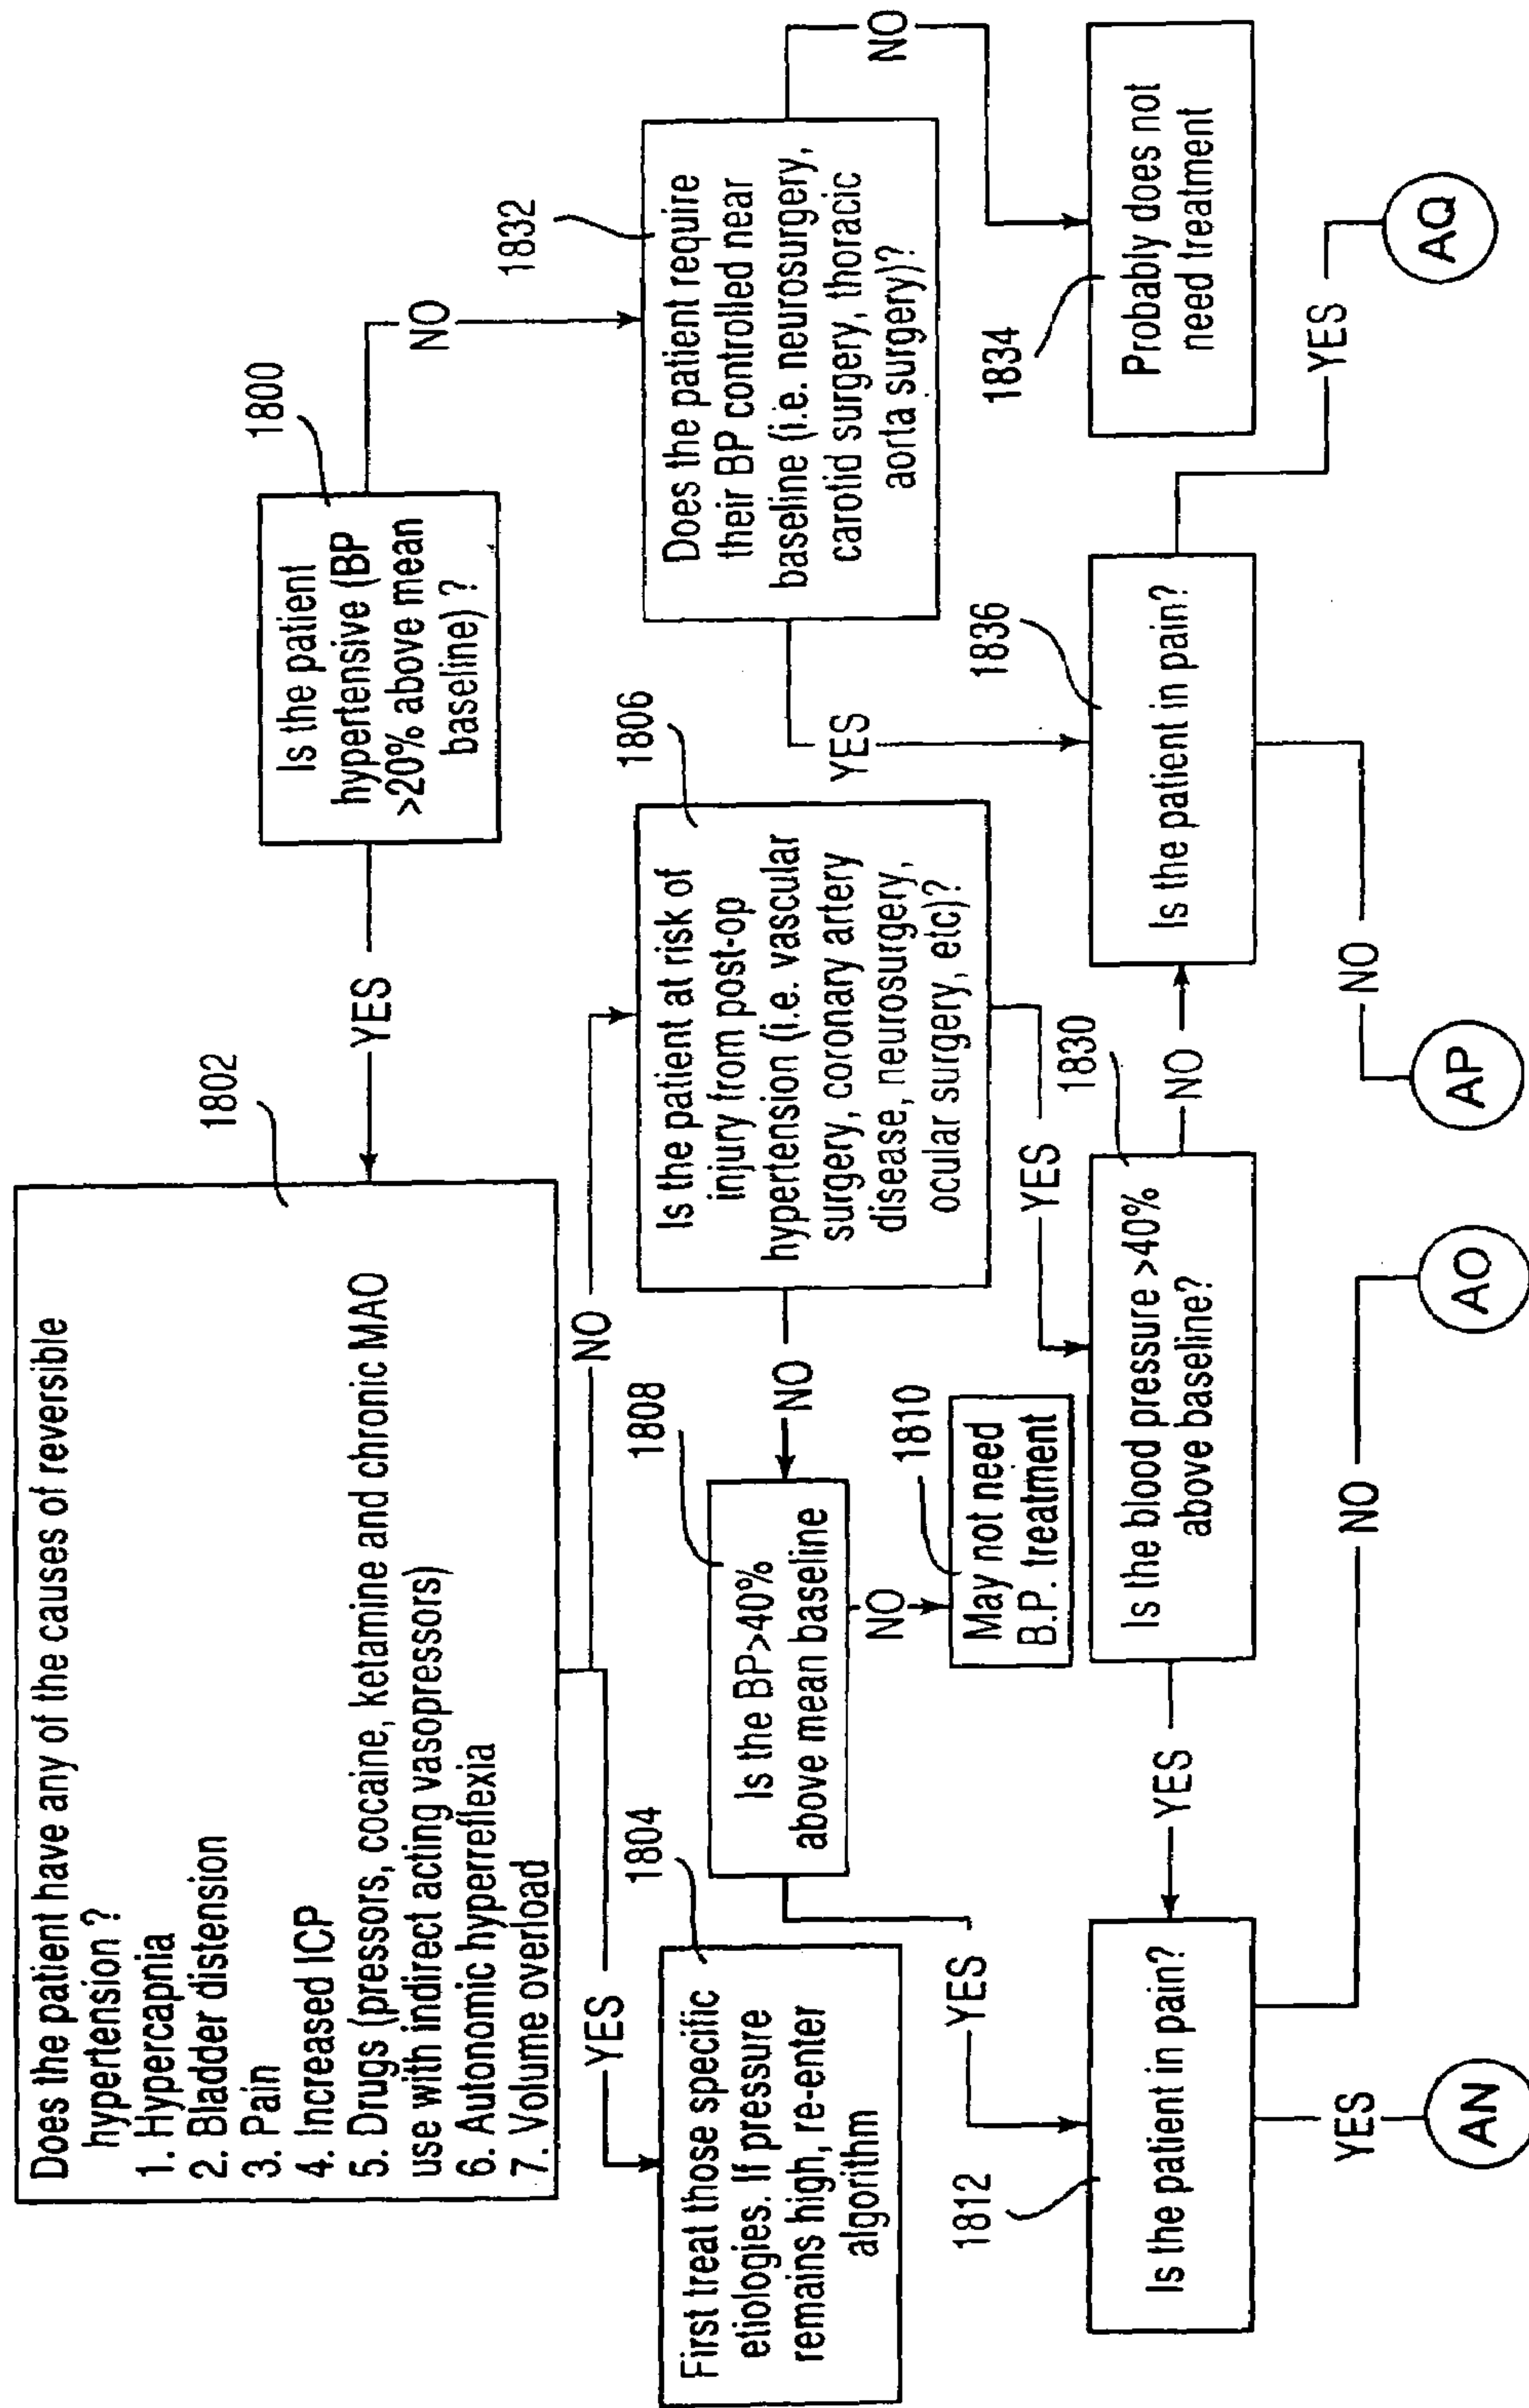 Is the patient
hypertensive (BP
>20% above mean
baseline) ?
1800
YES
NO
Does the patient have any of the causes of reversible
hypertension ?
1. Hypercapnia
2. Bladder distension
3. Pain
4. Increased ICP
5. Drugs (pressors, cocaine, ketamine and chronic MAO
use with indirect acting vasopressors)
6. Autonomic hyperreflexia
7. Volume overload
1802
YES
NO
First treat those specific
etiologies. If pressure
remains high, re-enter
algorithm
1804
Is the patient at risk of
injury from post-op
hypertension (i.e. vascular
surgery, coronary artery
disease, neurosurgery,
ocular surgery, etc)?
1806
NO
YES
Is the BP>40%
above mean baseline
1808
YES
NO
May not need
B.P. treatment
1810
Does the patient require
their BP controlled near
baseline (i.e. neurosurgery,
carotid surgery, thoracic
aorta surgery)?
1832
YES
NO
Probably does not
need treatment
1834
Is the patient in pain?
1812
YES
NO
Is the blood pressure >40%
above baseline?
1830
YES
NO
Is the patient in pain?
1836
NO
YES
AN
AO
AP
AQ